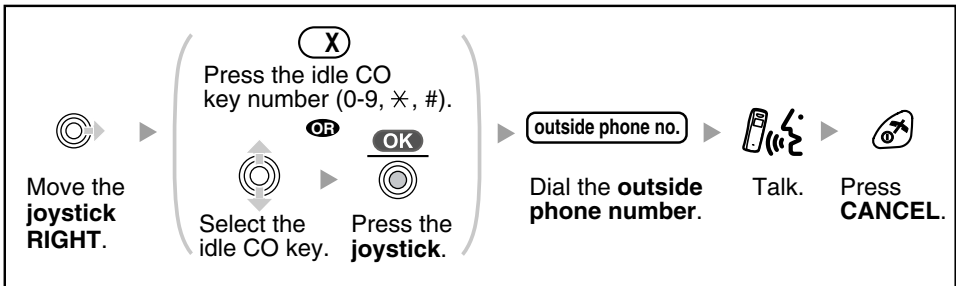 X
Press the idle CO
key number (0-9, ✳, #).
OR
OK
outside phone no.
Move the
joystick
RIGHT.
Select the
idle CO key.
Press the
joystick.
Dial the outside
phone number.
Talk.
Press
CANCEL.